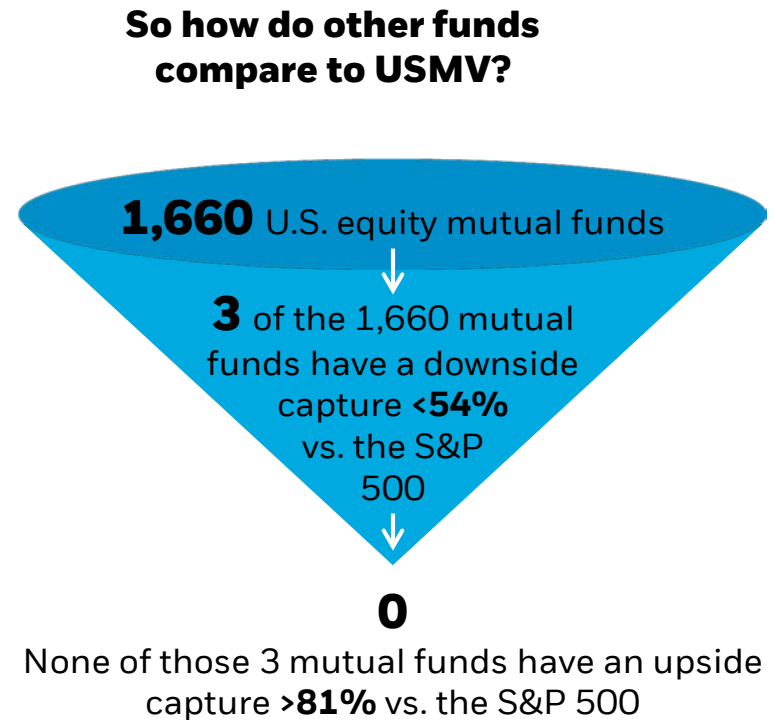 So how do other funds
compare to USMV?
1,660 U.S. equity mutual funds
3 of the 1,660 mutual
funds have a downside
capture <54%
vs. the S&P
500
0
None of those 3 mutual funds have an upside
capture >81% vs. the S&P 500